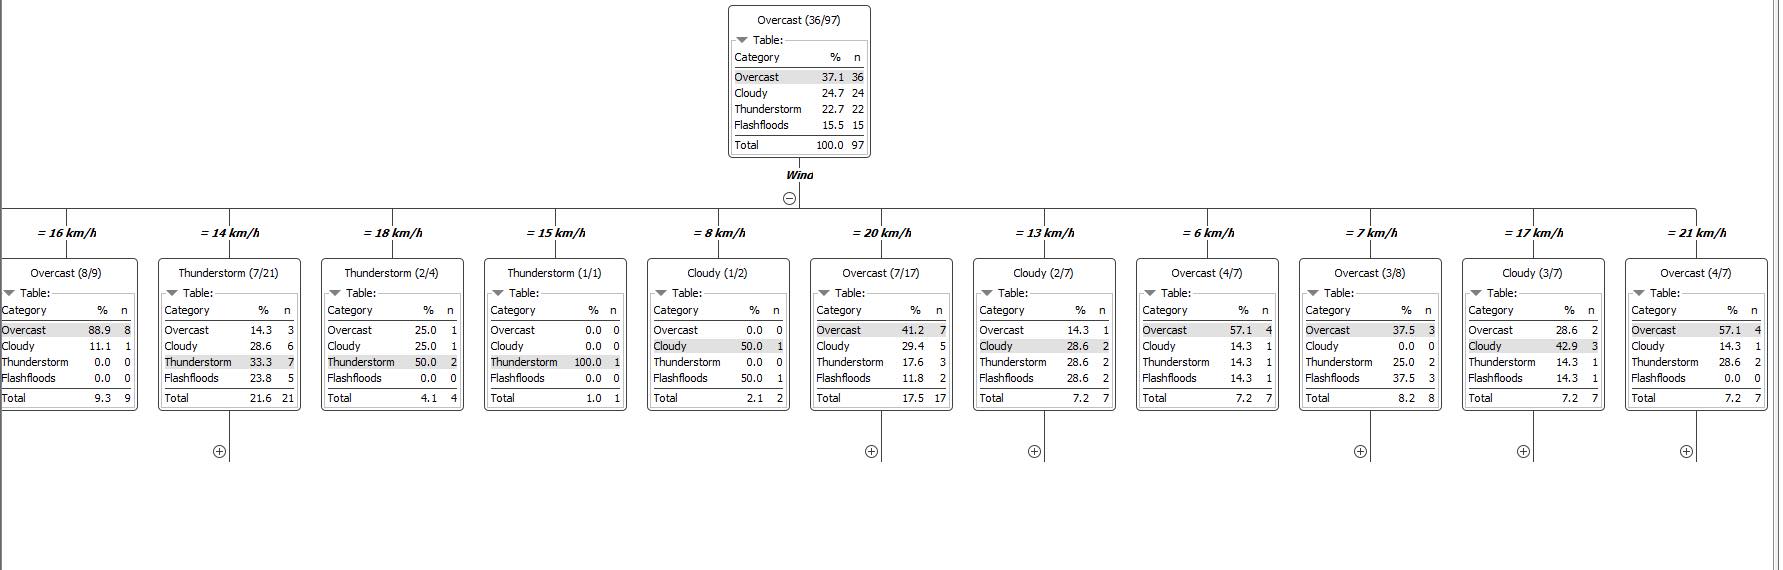 Overcast (36/97)
Table:
Category % n
Overcast 37.1 36
Cloudy 24.7 24
Thunderstorm 22.7 22
Flashfloods 15.5 15
Total 100.0 97
Wind
= 16 km/h
= 14 km/h
= 18 km/h
= 15 km/h
= 8 km/h
= 20 km/h
= 13 km/h
= 6 km/h
= 7 km/h
= 17 km/h
= 21 km/h
Overcast (8/9)
Table:
Category % n
Overcast 88.9 8
Cloudy 11.1 1
Thunderstorm 0.0 0
Flashfloods 0.0 0
Total 9.3 9
Thunderstorm (7/21)
Table:
Category % n
Overcast 14.3 3
Cloudy 28.6 6
Thunderstorm 33.3 7
Flashfloods 23.8 5
Total 21.6 21
Thunderstorm (2/4)
Table:
Category % n
Overcast 25.0 1
Cloudy 25.0 1
Thunderstorm 50.0 2
Flashfloods 0.0 0
Total 4.1 4
Thunderstorm (1/1)
Table:
Category % n
Overcast 0.0 0
Cloudy 0.0 0
Thunderstorm 100.0 1
Flashfloods 0.0 0
Total 1.0 1
Cloudy (1/2)
Table:
Category % n
Overcast 0.0 0
Cloudy 50.0 1
Thunderstorm 0.0 0
Flashfloods 50.0 1
Total 2.1 2
Overcast (7/17)
Table:
Category % n
Overcast 41.2 7
Cloudy 29.4 5
Thunderstorm 17.6 3
Flashfloods 11.8 2
Total 17.5 17
Cloudy (2/7)
Table:
Category % n
Overcast 14.3 1
Cloudy 28.6 2
Thunderstorm 28.6 2
Flashfloods 28.6 2
Total 7.2 7
Overcast (4/7)
Table:
Category % n
Overcast 57.1 4
Cloudy 14.3 1
Thunderstorm 14.3 1
Flashfloods 14.3 1
Total 7.2 7
Overcast (3/8)
Table:
Category % n
Overcast 37.5 3
Cloudy 0.0 0
Thunderstorm 25.0 2
Flashfloods 37.5 3
Total 8.2 8
Cloudy (3/7)
Table:
Category % n
Overcast 28.6 2
Cloudy 42.9 3
Thunderstorm 14.3 1
Flashfloods 14.3 1
Total 7.2 7
Overcast (4/7)
Table:
Category % n
Overcast 57.1 4
Cloudy 14.3 1
Thunderstorm 28.6 2
Flashfloods 0.0 0
Total 7.2 7